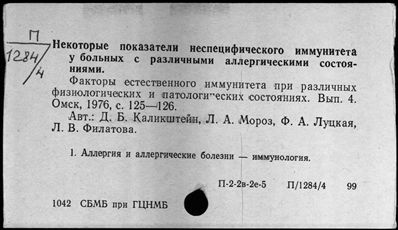 П
1284/4
Некоторые показатели неспецифического иммунитета
у больных с различными аллергическими состоя-
ниями.
Факторы естественного иммунитета при различных
физиологических и патологических состояниях. Вып. 4.
Омск, 1976, с. 125—126.
Авт.: Д. Б. Каликштейн, Л. А. Мороз, Ф. А. Луцкая,
Л. В. Филатова.
1. Аллергия и аллергические болезни — иммунология.
П-2-2в-2е-5 П/1284/4 99
1042 СБМБ при ГЦНМБ